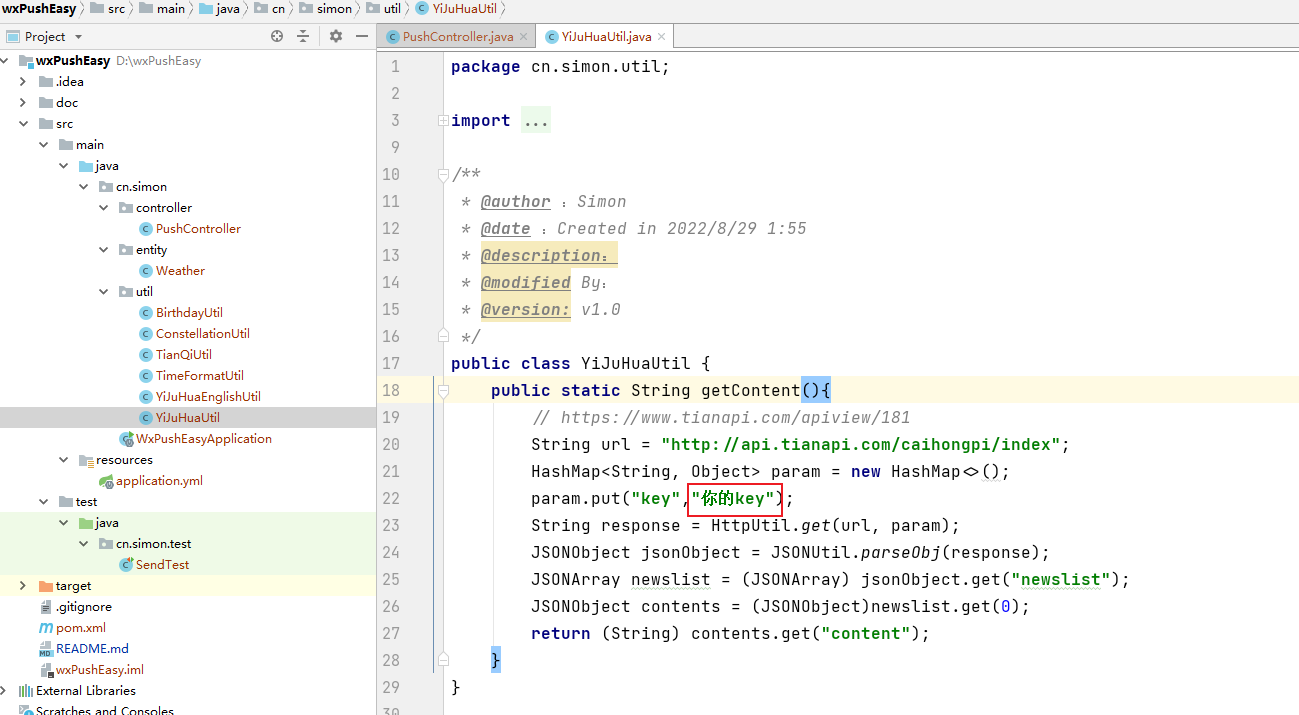 wxPushEasy src main java cn simon util YiJuHuaUtil
Project
PushController.java YiJuHuaUtil.java
wxPushEasy D:\wxPushEasy
.idea
doc
src
main
java
cn.simon
controller
PushController
entity
Weather
util
BirthdayUtil
ConstellationUtil
TianQiUtil
TimeFormatUtil
YiJuHuaEnglishUtil
YiJuHuaUtil
WxPushEasyApplication
resources
application.yml
test
java
cn.simon.test
SendTest
target
.gitignore
pom.xml
README.md
wxPushEasy.iml
External Libraries
Scratches and Consoles
1 package cn.simon.util;
2
3 import ...
9
10 /**
11 * @author :Simon
12 * @date :Created in 2022/8/29 1:55
13 * @description:
14 * @modified By:
15 * @version: v1.0
16 */
17 public class YiJuHuaUtil {
18 public static String getContent(){
19 // https://www.tianapi.com/apiview/181
20 String url = "http://api.tianapi.com/caihongpi/index";
21 HashMap<String, Object> param = new HashMap<>();
22 param.put("key","你的key");
23 String response = HttpUtil.get(url, param);
24 JSONObject jsonObject = JSONUtil.parseObj(response);
25 JSONArray newslist = (JSONArray) jsonObject.get("newslist");
26 JSONObject contents = (JSONObject)newslist.get(0);
27 return (String) contents.get("content");
28 }
29 }
30